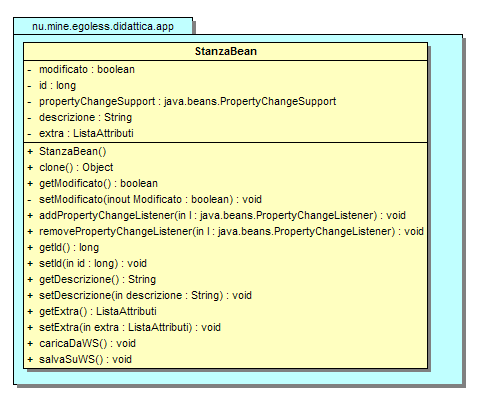 nu.mine.egoless.didattica.app
StanzaBean
- modificato : boolean
- id : long
- propertyChangeSupport : java.beans.PropertyChangeSupport
- descrizione : String
- extra : ListaAttributi
+ StanzaBean()
+ clone() : Object
+ getModificato() : boolean
- setModificato(inout Modificato : boolean) : void
+ addPropertyChangeListener(in l : java.beans.PropertyChangeListener) : void
+ removePropertyChangeListener(in l : java.beans.PropertyChangeListener) : void
+ getId() : long
+ setId(in id : long) : void
+ getDescrizione() : String
+ setDescrizione(in descrizione : String) : void
+ getExtra() : ListaAttributi
+ setExtra(in extra : ListaAttributi) : void
+ caricaDaWS() : void
+ salvaSuWS() : void